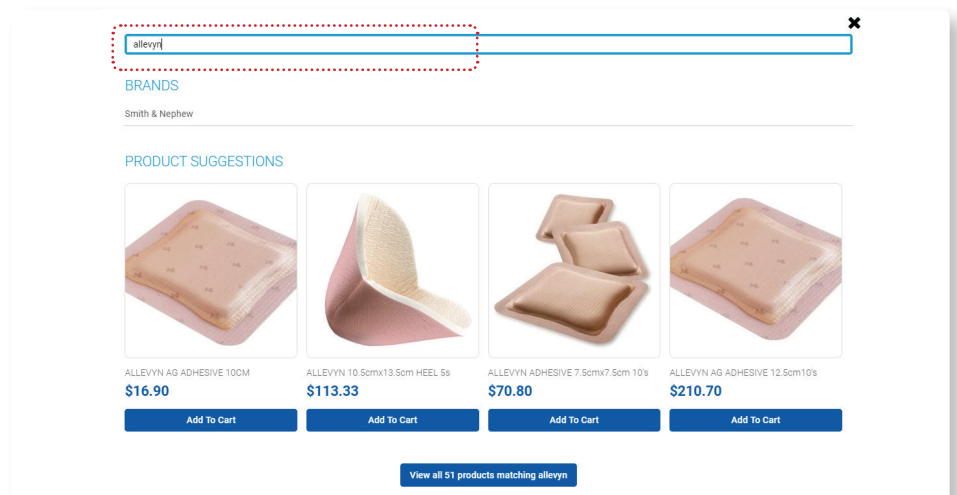 allevyn
BRANDS
Smith & Nephew
PRODUCT SUGGESTIONS
ALLEVYN AG ADHESIVE 10CM
$16.90
Add To Cart
ALLEVYN 10.5cmx13.5cm HEEL 5s
$113.33
Add To Cart
ALLEVYN ADHESIVE 7.5cmx7.5cm 10's
$70.80
Add To Cart
ALLEVYN AG ADHESIVE 12.5cm10's
$210.70
Add To Cart
View all 51 products matching allevyn